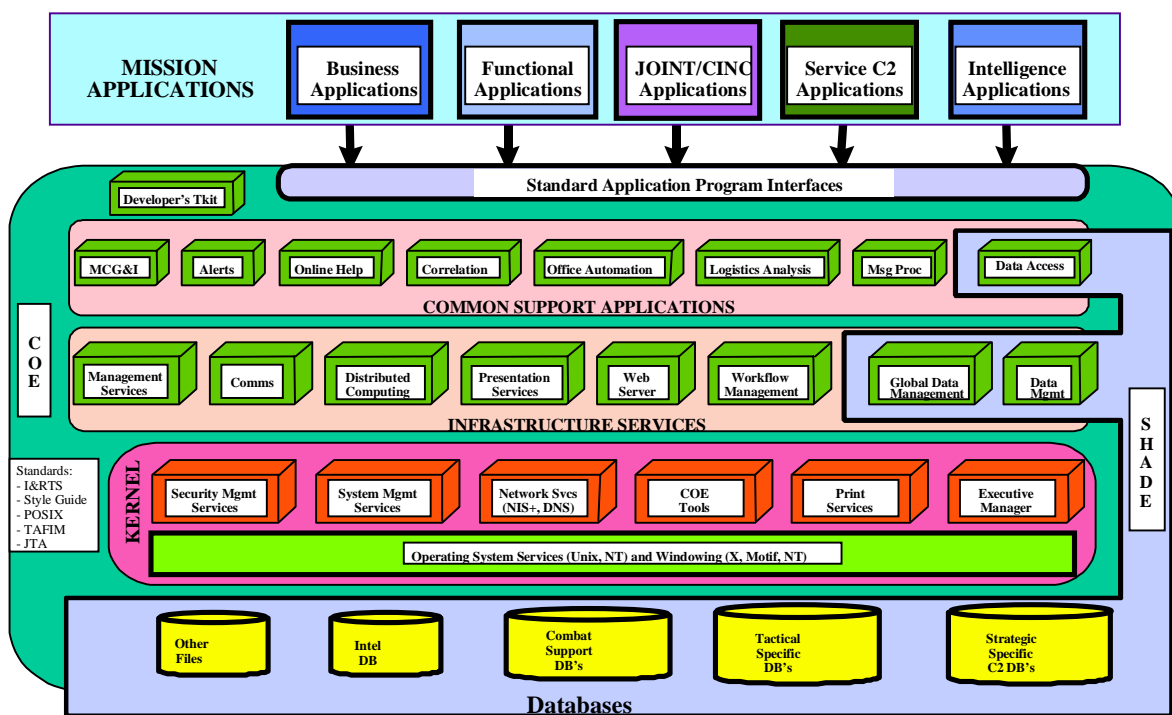 MISSION
APPLICATIONS
Business
Applications
Functional
Applications
JOINT/CINC
Applications
Service C2
Applications
Intelligence
Applications
Standard Application Program Interfaces
Developer's Tkit
MCG&I
Alerts
Online Help
Correlation
Office Automation
Logistics Analysis
Msg Proc
Data Access
COMMON SUPPORT APPLICATIONS
C
O
E
Management
Services
Comms
Distributed
Computing
Presentation
Services
Web
Server
Workflow
Management
Global Data
Management
Data
Mgmt
INFRASTRUCTURE SERVICES
S
H
A
D
E
Standards:
- I&RTS
- Style Guide
- POSIX
- TAFIM
- JTA
KERNEL
Security Mgmt
Services
System Mgmt
Services
Network Svcs
(NIS+, DNS)
COE
Tools
Print
Services
Executive
Manager
Operating System Services (Unix, NT) and Windowing (X, Motif, NT)
Other
Files
Intel
DB
Combat
Support
DB's
Tactical
Specific
DB's
Strategic
Specific
C2 DB's
Databases